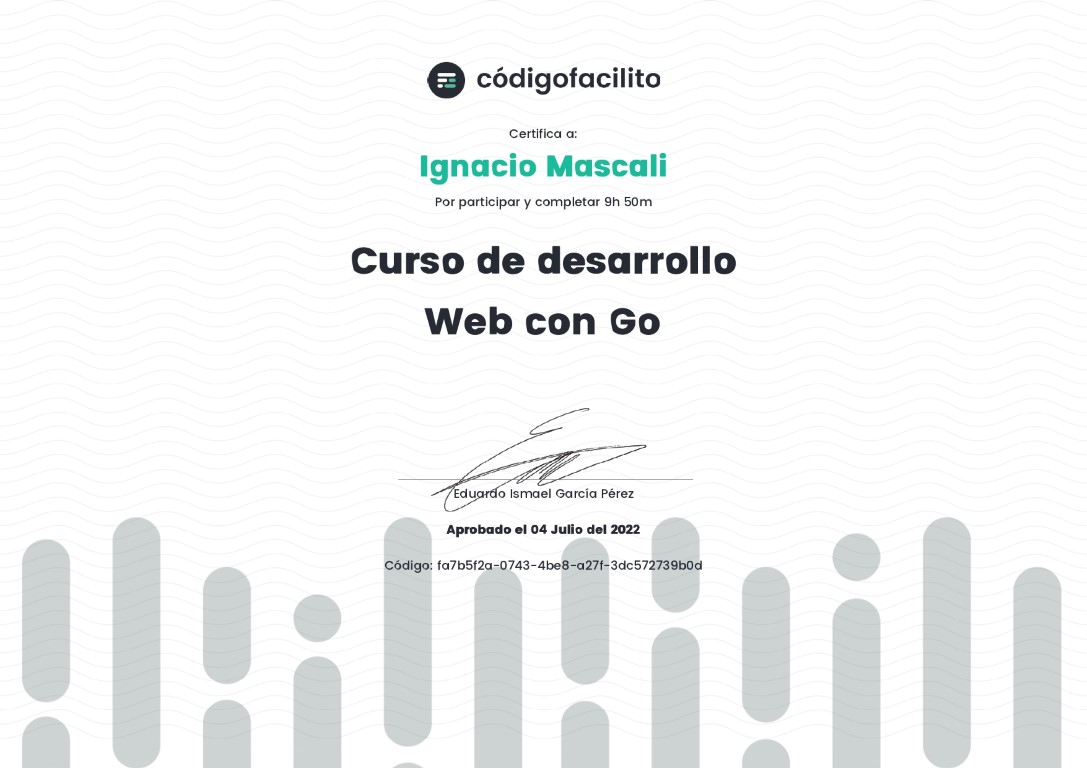 códigofacilito
Certifica a:
Ignacio Mascali
Por participar y completar 9h 50m
Curso de desarrollo
Web con Go
Eduardo Ismael García Pérez
Aprobado el 04 Julio del 2022
Código: fa7b5f2a-0743-4be8-a27f-3dc572739b0d